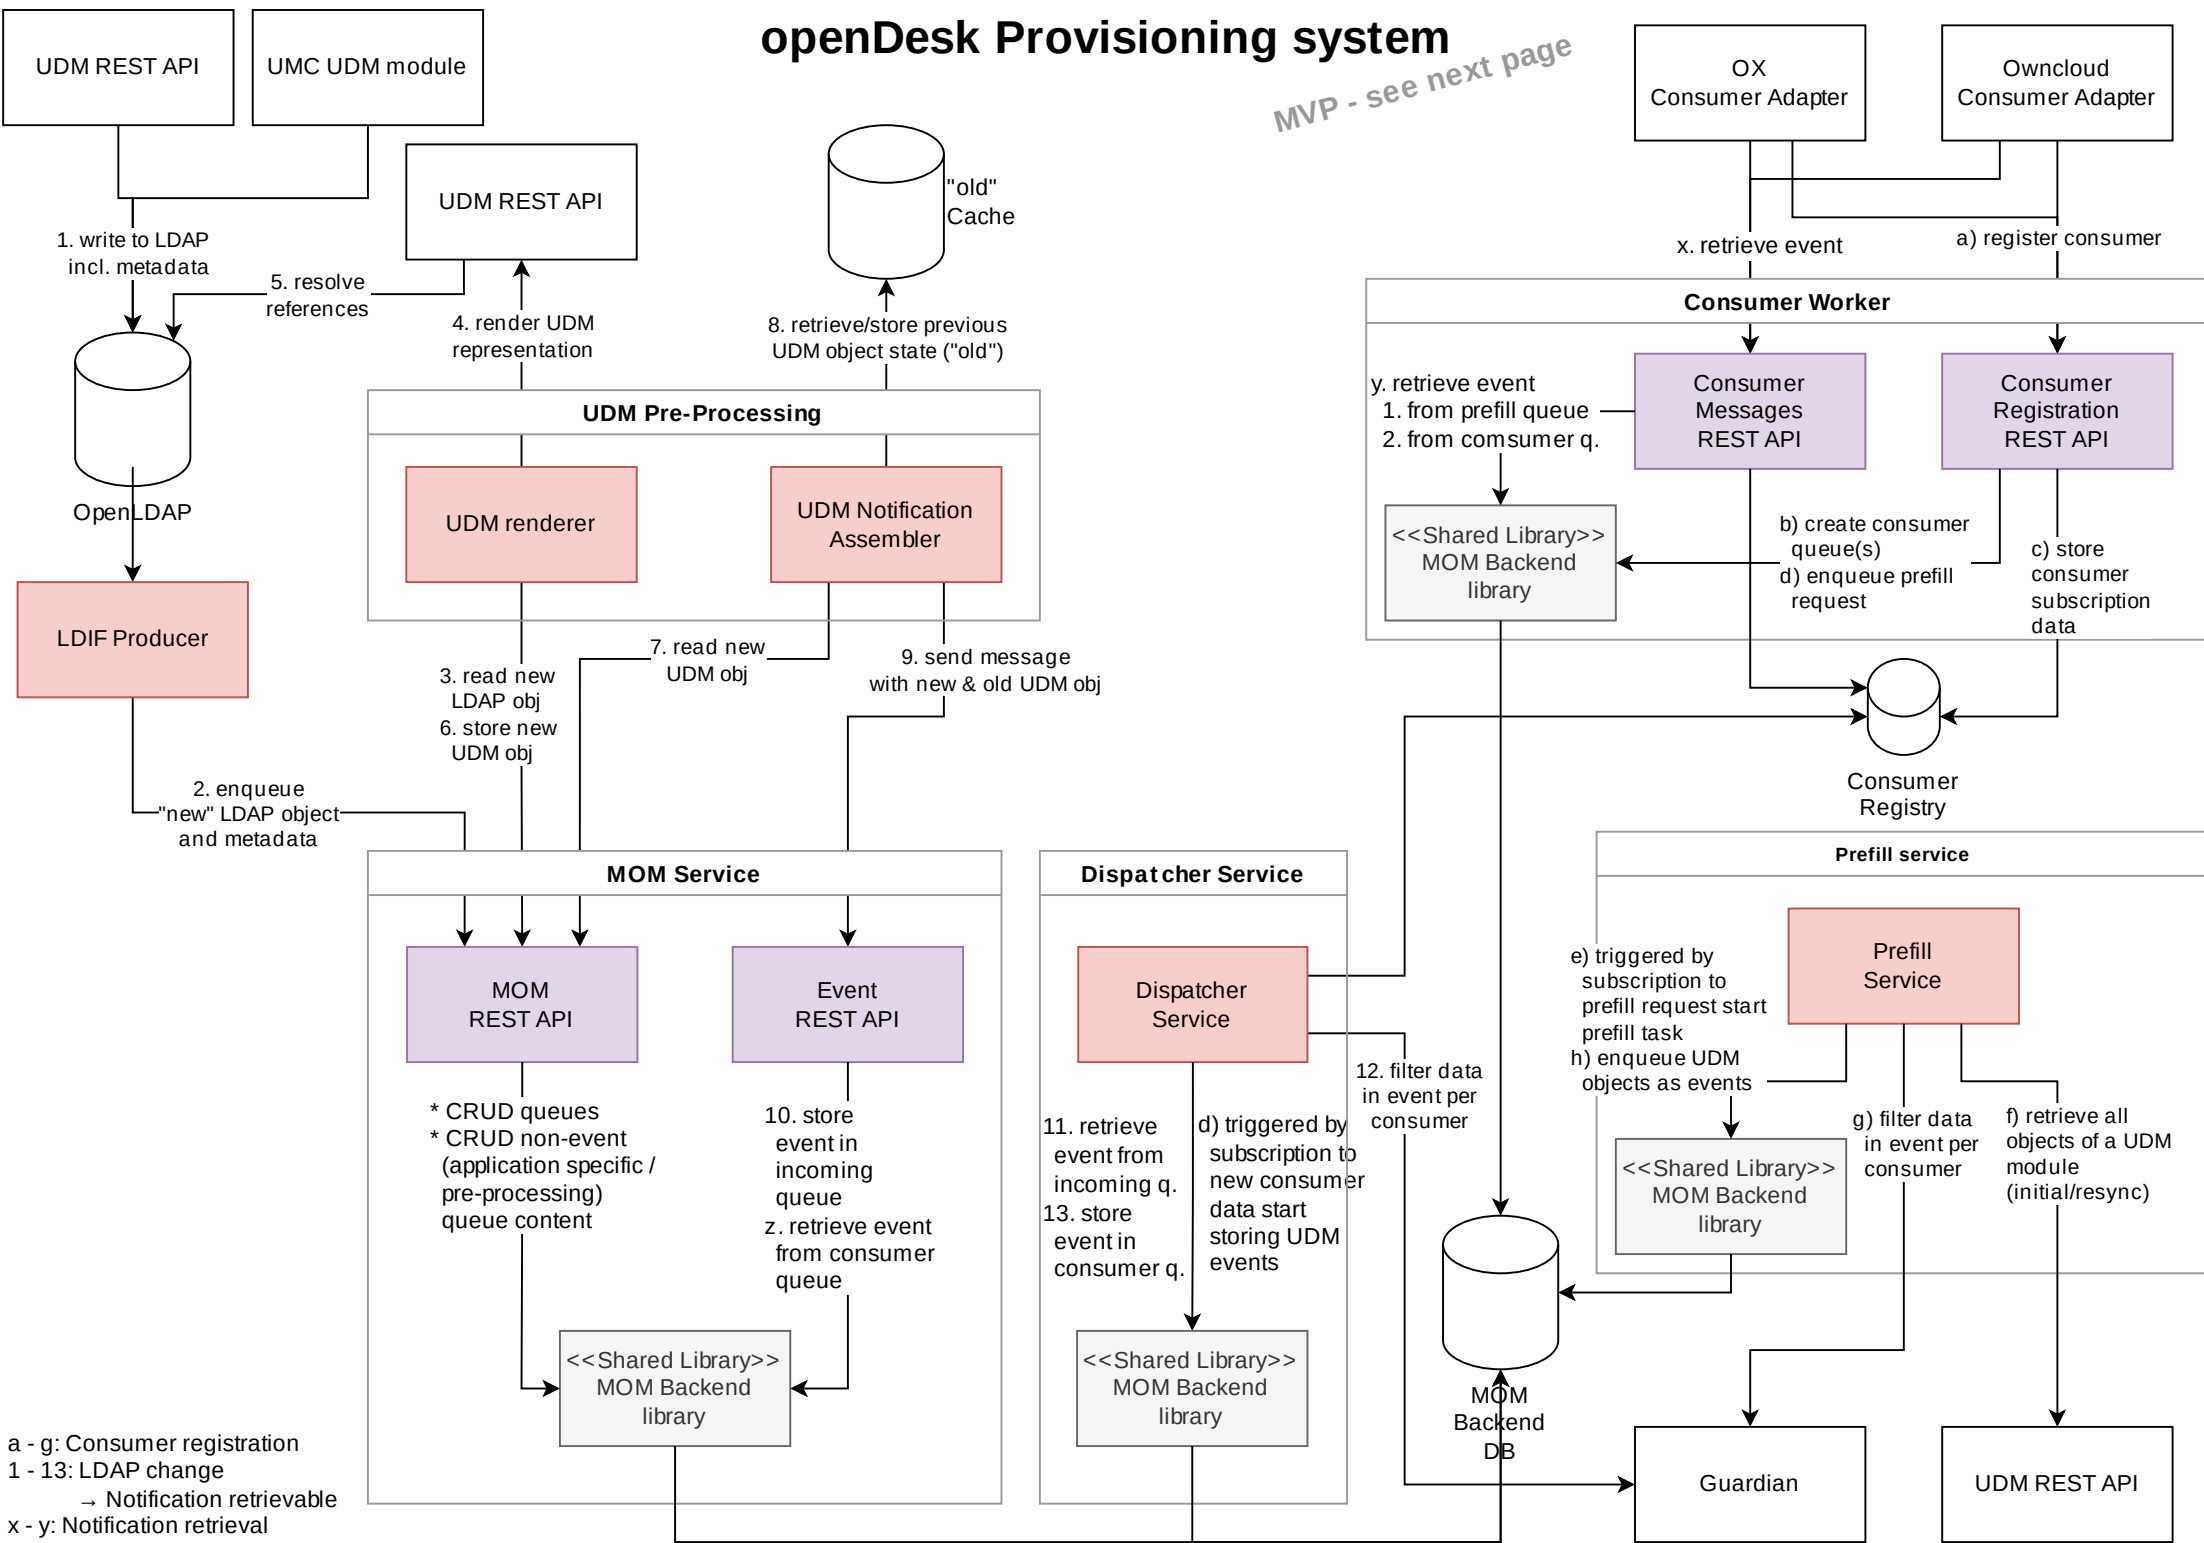 openDesk Provisioning system
MVP - see next page
UDM REST API
UMC UDM module
UDM REST API
"old"
Cache
OX
Consumer Adapter
Owncloud
Consumer Adapter
1. write to LDAP
incl. metadata
5. resolve
references
4. render UDM
representation
8. retrieve/store previous
UDM object state ("old")
x. retrieve event
a) register consumer
OpenLDAP
UDM Pre-Processing
UDM renderer
UDM Notification
Assembler
Consumer Worker
y. retrieve event
1. from prefill queue
2. from comsumer q.
Consumer
Messages
REST API
Consumer
Registration
REST API
<<Shared Library>>
MOM Backend
library
b) create consumer
queue(s)
d) enqueue prefill
request
c) store
consumer
subscription
data
LDIF Producer
3. read new
LDAP obj
6. store new
UDM obj
7. read new
UDM obj
9. send message
with new & old UDM obj
2. enqueue
"new" LDAP object
and metadata
Consumer
Registry
MOM Service
MOM
REST API
Event
REST API
* CRUD queues
* CRUD non-event
(application specific /
pre-processing)
queue content
10. store
event in
incoming
queue
z. retrieve event
from consumer
queue
<<Shared Library>>
MOM Backend
library
Dispatcher Service
Dispatcher
Service
11. retrieve
event from
incoming q.
13. store
event in
consumer q.
d) triggered by
subscription to
new consumer
data start
storing UDM
events
<<Shared Library>>
MOM Backend
library
12. filter data
in event per
consumer
Prefill service
Prefill
Service
e) triggered by
subscription to
prefill request start
prefill task
h) enqueue UDM
objects as events
<<Shared Library>>
MOM Backend
library
g) filter data
in event per
consumer
f) retrieve all
objects of a UDM
module
(initial/resync)
MOM
Backend
DB
Guardian
UDM REST API
a - g: Consumer registration
1 - 13: LDAP change
→ Notification retrievable
x - y: Notification retrieval